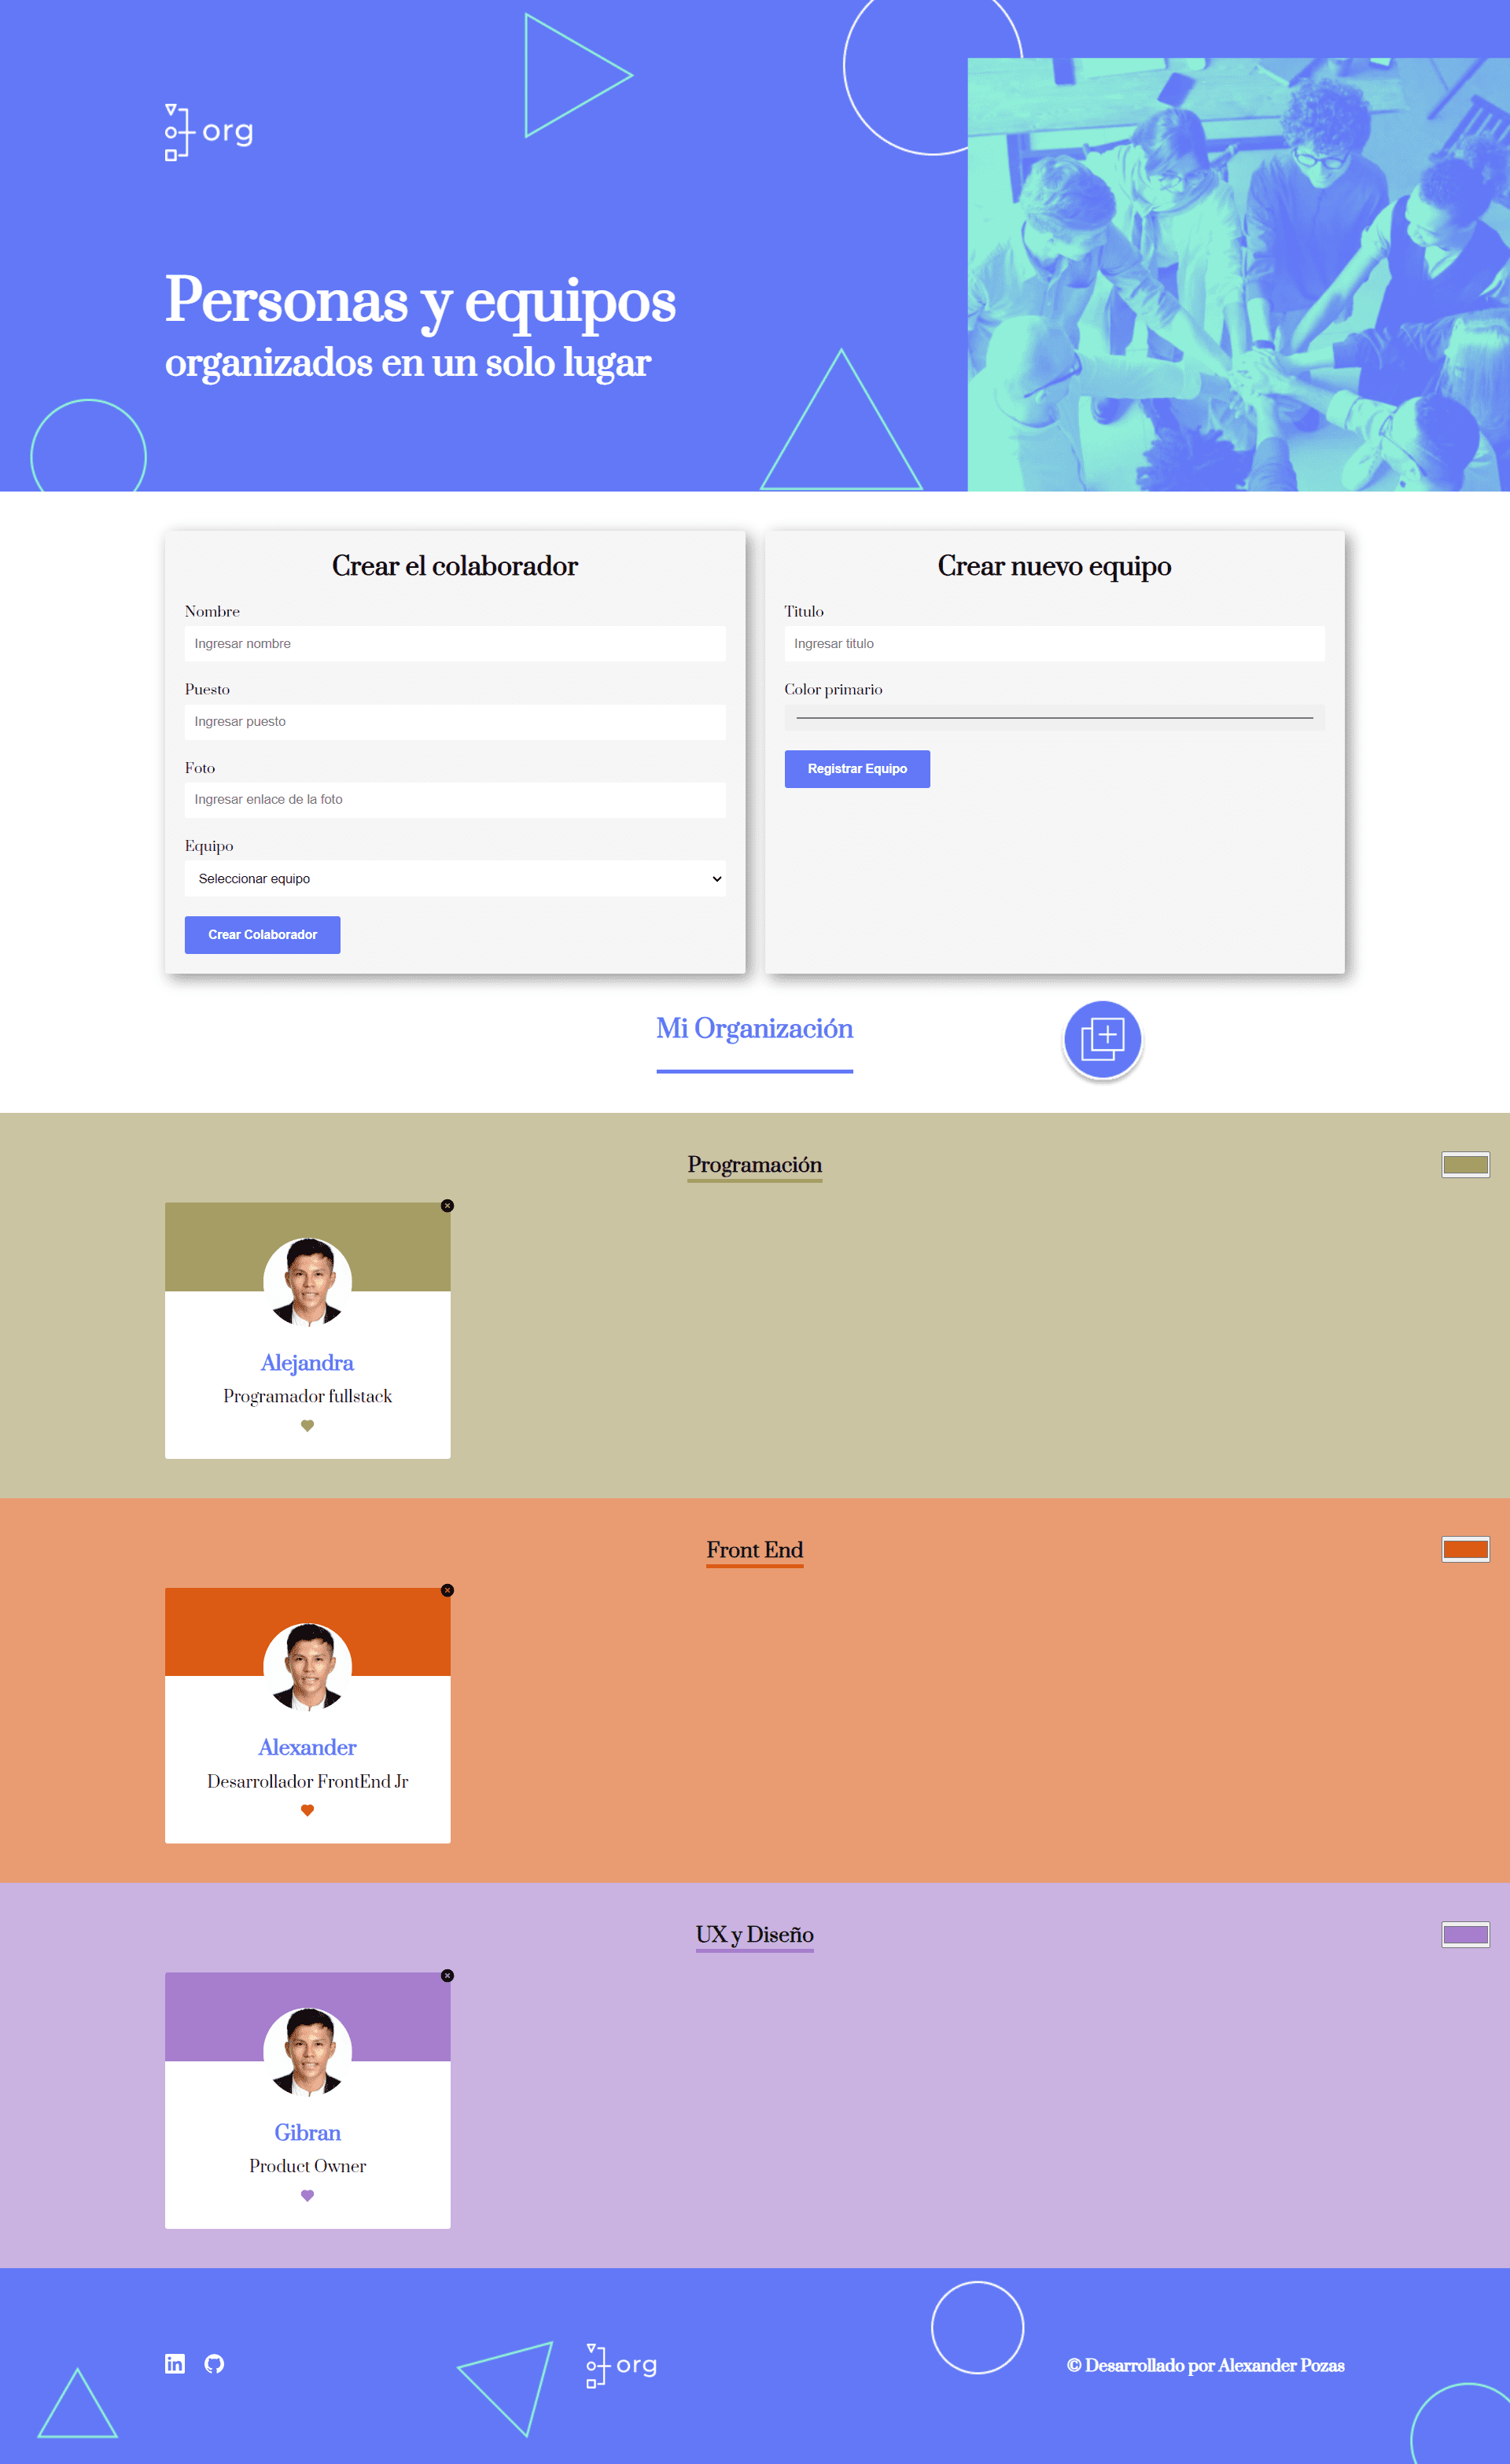 org
Personas y equipos
organizados en un solo lugar
Crear el colaborador
Nombre
Ingresar nombre
Puesto
Ingresar puesto
Foto
Ingresar enlace de la foto
Equipo
Seleccionar equipo
Crear Colaborador
Crear nuevo equipo
Titulo
Ingresar titulo
Color primario
Registrar Equipo
Mi Organización
Programación
Alejandra
Programador fullstack
Front End
Alexander
Desarrollador FrontEnd Jr
UX y Diseño
Gibran
Product Owner
in
org
© Desarrollado por Alexander Pozas